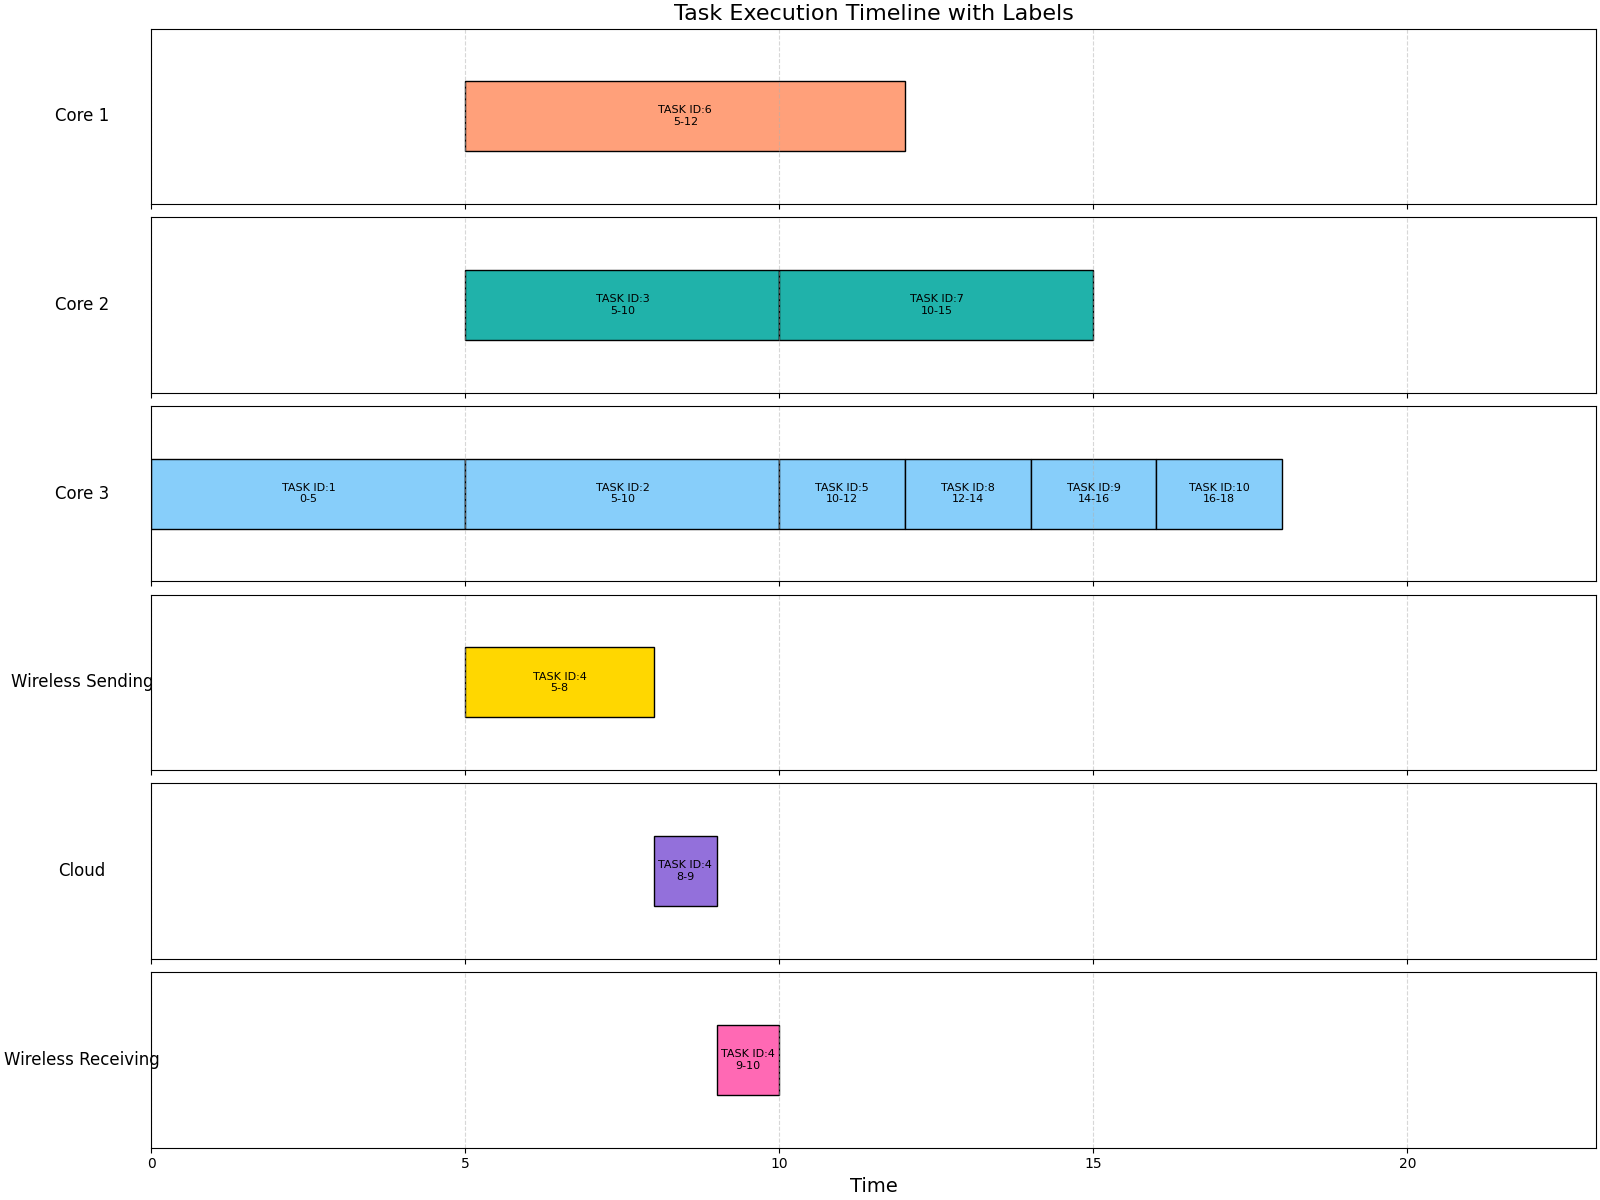 Task Execution Timeline with Labels
Core 1
TASK ID:6
5-12
Core 2
TASK ID:3
5-10
TASK ID:7
10-15
Core 3
TASK ID:1
0-5
TASK ID:2
5-10
TASK ID:5
10-12
TASK ID:8
12-14
TASK ID:9
14-16
TASK ID:10
16-18
Wireless Sending
TASK ID:4
5-8
Cloud
TASK ID:4
8-9
Wireless Receiving
TASK ID:4
9-10
0 5 10 15 20
Time